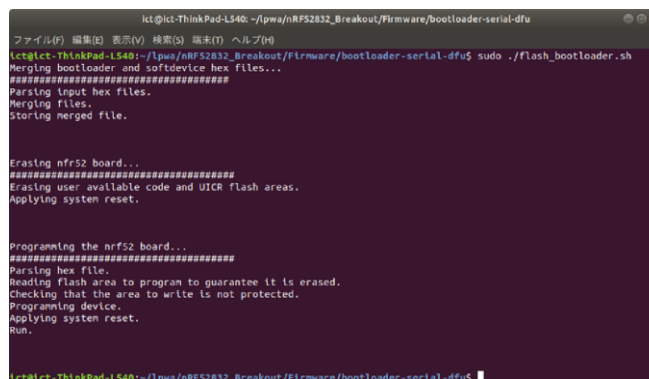 ict@ict-ThinkPad-L540: ~/lpwa/nRF52832_Breakout/Firmware/bootloader-serial-dfu
ファイル(F) 編集(E) 表示(V) 検索(S) 端末(T) ヘルプ(H)
ict@ict-ThinkPad-L540:~/lpwa/nRF52832_Breakout/Firmware/bootloader-serial-dfu$ sudo ./flash_bootloader.sh
Merging bootloader and softdevice hex files...
#####################################
Parsing input hex files.
Merging files.
Storing merged file.
Erasing nfr52 board...
######################################
Erasing user available code and UICR flash areas.
Applying system reset.
Programming the nrf52 board...
######################################
Parsing hex file.
Reading flash area to program to guarantee it is erased.
Checking that the area to write is not protected.
Programming device.
Applying system reset.
Run.
ict@ict-ThinkPad-L540:~/lpwa/nRF52832_Breakout/Firmware/bootloader-serial-dfu$